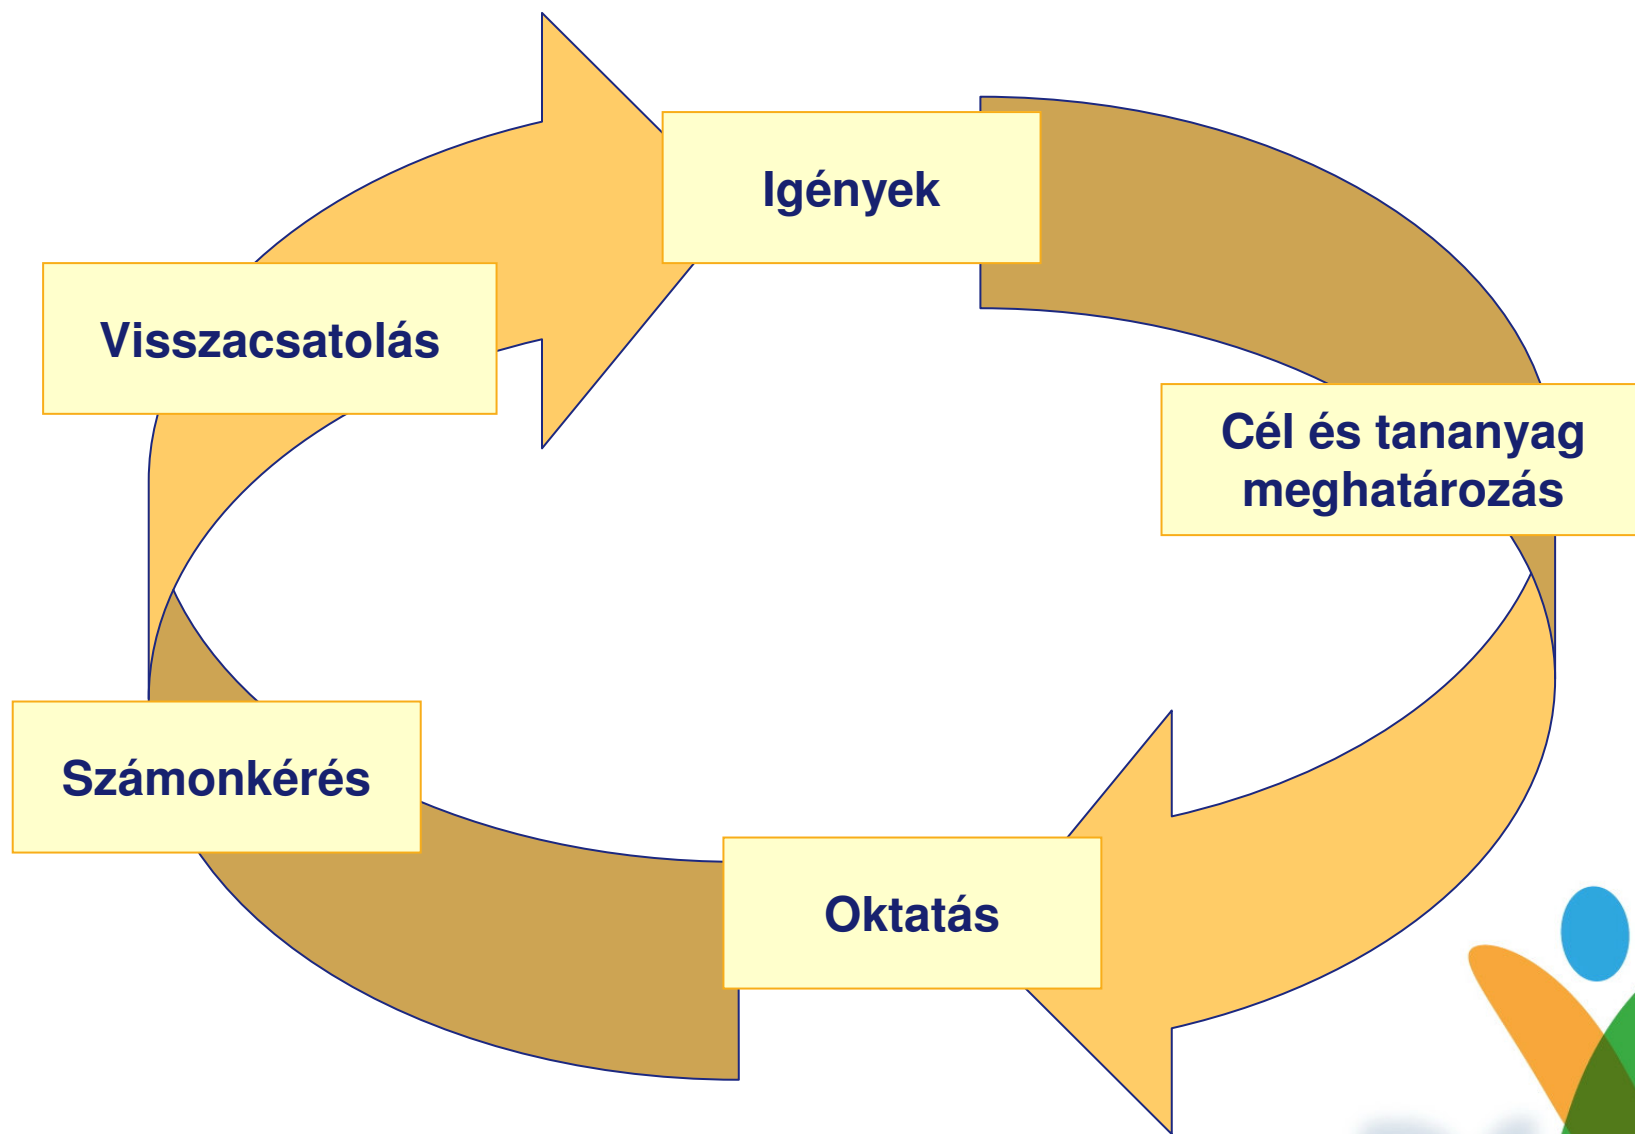 Igények
Visszacsatolás
Cél és tananyag
meghatározás
Számonkérés
Oktatás